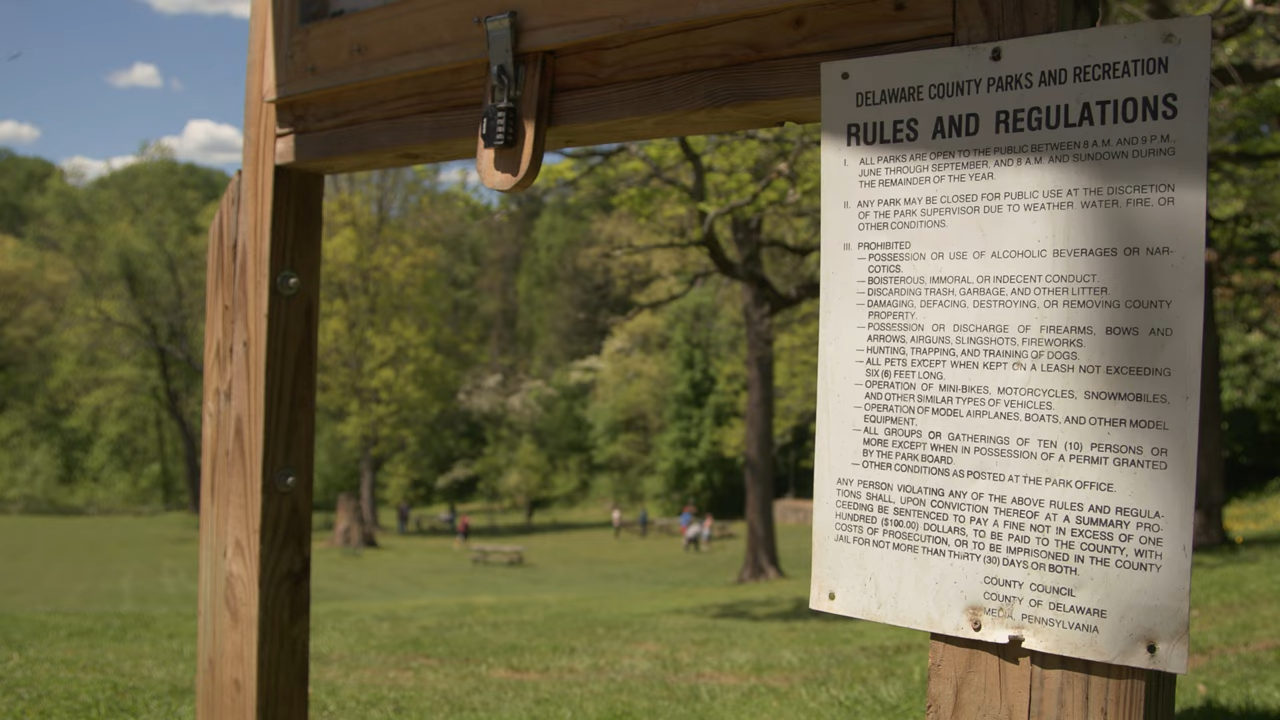 DELAWARE COUNTY PARKS AND RECREATION
RULES AND REGULATIONS
I. ALL PARKS ARE OPEN TO THE PUBLIC BETWEEN 8 A.M. AND 9 P.M.,
JUNE THROUGH SEPTEMBER, AND 8 A.M. AND SUNDOWN DURING
THE REMAINDER OF THE YEAR.
II. ANY PARK MAY BE CLOSED FOR PUBLIC USE AT THE DISCRETION
OF THE PARK SUPERVISOR DUE TO WEATHER, WATER, FIRE, OR
OTHER CONDITIONS.
III. PROHIBITED
— POSSESSION OR USE OF ALCOHOLIC BEVERAGES OR NAR-
COTICS.
— BOISTEROUS, IMMORAL, OR INDECENT CONDUCT.
— DISCARDING TRASH, GARBAGE, AND OTHER LITTER.
— DAMAGING, DEFACING, DESTROYING, OR REMOVING COUNTY
PROPERTY.
— POSSESSION OR DISCHARGE OF FIREARMS, BOWS AND
ARROWS, AIRGUNS, SLINGSHOTS, FIREWORKS.
— HUNTING, TRAPPING, AND TRAINING OF DOGS.
— ALL PETS EXCEPT WHEN KEPT ON A LEASH NOT EXCEEDING
SIX (6) FEET LONG.
— OPERATION OF MINI-BIKES, MOTORCYCLES, SNOWMOBILES,
AND OTHER SIMILAR TYPES OF VEHICLES.
— OPERATION OF MODEL AIRPLANES, BOATS, AND OTHER MODEL
EQUIPMENT.
— ALL GROUPS OR GATHERINGS OF TEN (10) PERSONS OR
MORE EXCEPT WHEN IN POSSESSION OF A PERMIT GRANTED
BY THE PARK BOARD.
— OTHER CONDITIONS AS POSTED AT THE PARK OFFICE.
ANY PERSON VIOLATING ANY OF THE ABOVE RULES AND REGULA-
TIONS SHALL, UPON CONVICTION THEREOF AT A SUMMARY PRO-
CEEDING BE SENTENCED TO PAY A FINE NOT IN EXCESS OF ONE
HUNDRED ($100.00) DOLLARS, TO BE PAID TO THE COUNTY, WITH
COSTS OF PROSECUTION, OR TO BE IMPRISONED IN THE COUNTY
JAIL FOR NOT MORE THAN THIRTY (30) DAYS OR BOTH.
COUNTY COUNCIL
COUNTY OF DELAWARE
MEDIA, PENNSYLVANIA